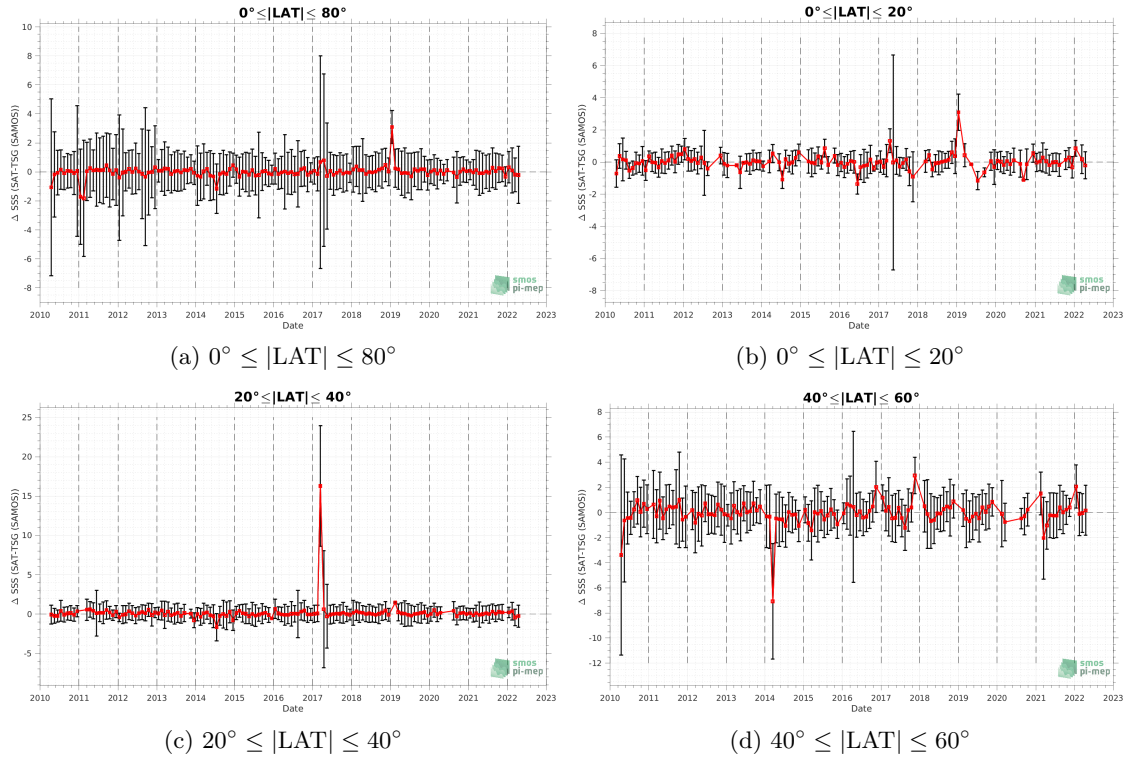 0°≤|LAT|≤ 80°
Δ SSS (SAT-TSG (SAMOS))
10
8
6
4
2
0
-2
-4
-6
-8
2010 2011 2012 2013 2014 2015 2016 2017 2018 2019 2020 2021 2022 2023
Date
smos
pi-mep
(a) 0° ≤ |LAT| ≤ 80°
0°≤|LAT|≤ 20°
Δ SSS (SAT-TSG (SAMOS))
8
6
4
2
0
-2
-4
-6
-8
2010 2011 2012 2013 2014 2015 2016 2017 2018 2019 2020 2021 2022 2023
Date
smos
pi-mep
(b) 0° ≤ |LAT| ≤ 20°
20°≤|LAT|≤ 40°
Δ SSS (SAT-TSG (SAMOS))
25
20
15
10
5
0
-5
2010 2011 2012 2013 2014 2015 2016 2017 2018 2019 2020 2021 2022 2023
Date
smos
pi-mep
(c) 20° ≤ |LAT| ≤ 40°
40°≤|LAT|≤ 60°
Δ SSS (SAT-TSG (SAMOS))
8
6
4
2
0
-2
-4
-6
-8
-10
-12
2010 2011 2012 2013 2014 2015 2016 2017 2018 2019 2020 2021 2022 2023
Date
smos
pi-mep
(d) 40° ≤ |LAT| ≤ 60°